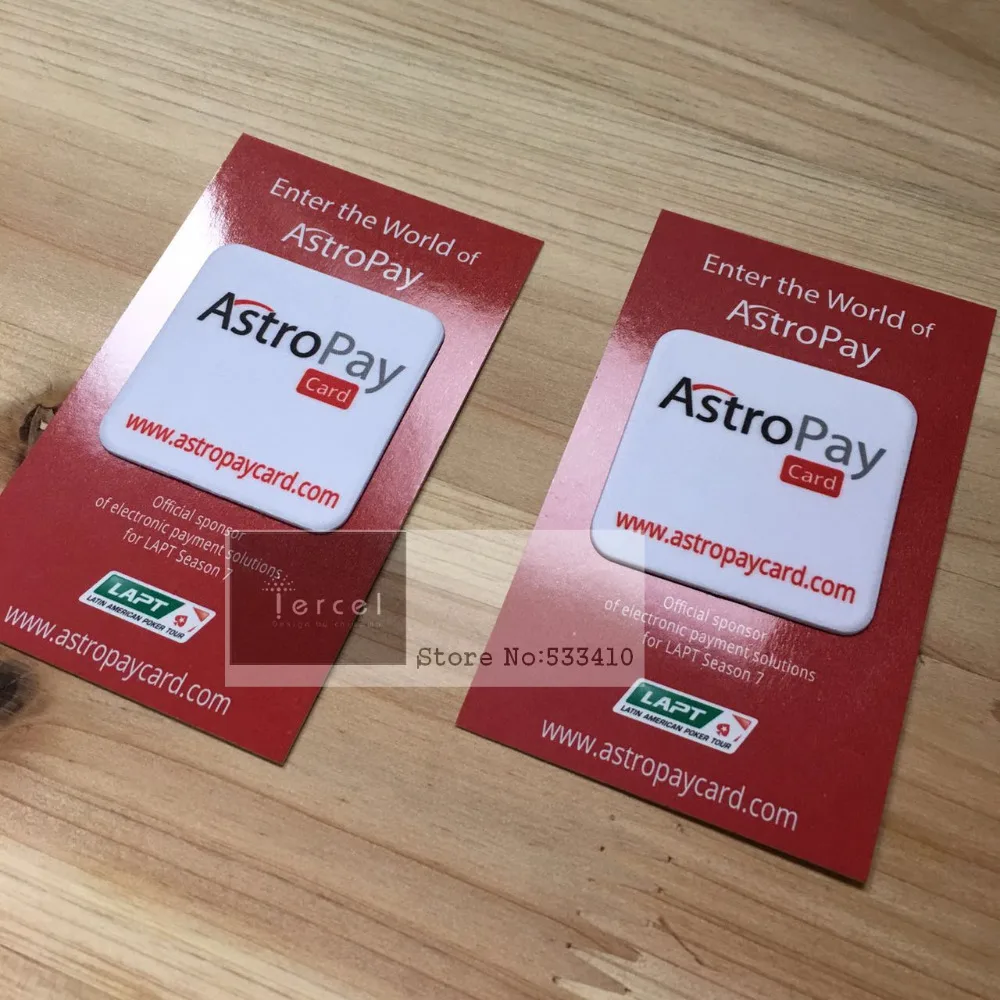 Enter the World of
AstroPay
AstroPay
Card
www.astropaycard.com
Official sponsor
of electronic payment solutions
for LAPT Season 7
LAPT
LATIN AMERICAN POKER TOUR
www.astropaycard.com
Enter the World of
AstroPay
AstroPay
Card
www.astropaycard.com
Official sponsor
of electronic payment solutions
for LAPT Season 7
LAPT
LATIN AMERICAN POKER TOUR
www.astropaycard.com
Tercel
Design by
Store No:533410